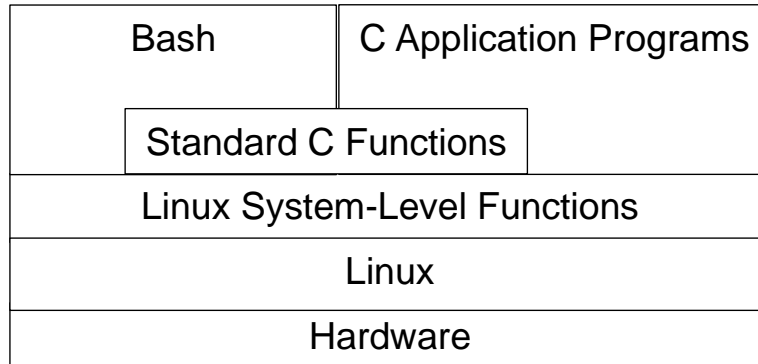 Bash
C Application Programs
Standard C Functions
Linux System-Level Functions
Linux
Hardware